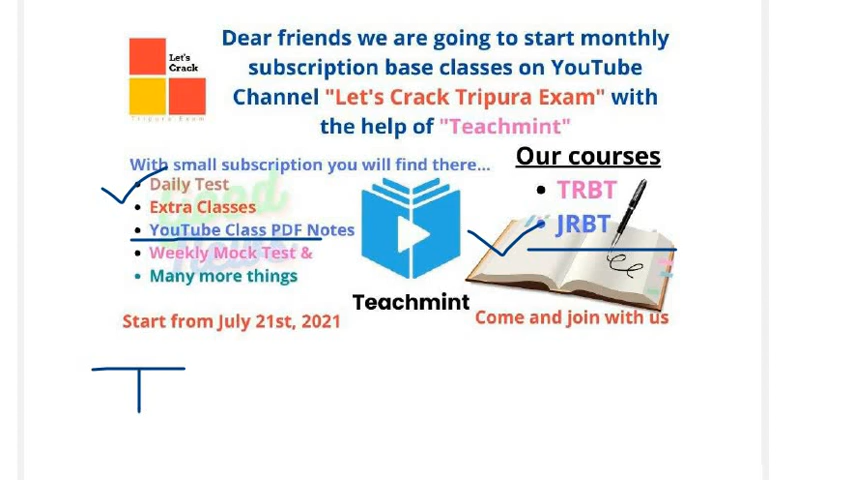 Let's
Crack
Tripura Exam
Dear friends we are going to start monthly
subscription base classes on YouTube
Channel "Let's Crack Tripura Exam" with
the help of "Teachmint"
With small subscription you will find there...
Daily Test
Extra Classes
YouTube Class PDF Notes
Weekly Mock Test &
Many more things
Good
News
Start from July 21st, 2021
Teachmint
Our courses
TRBT
JRBT
Come and join with us
T